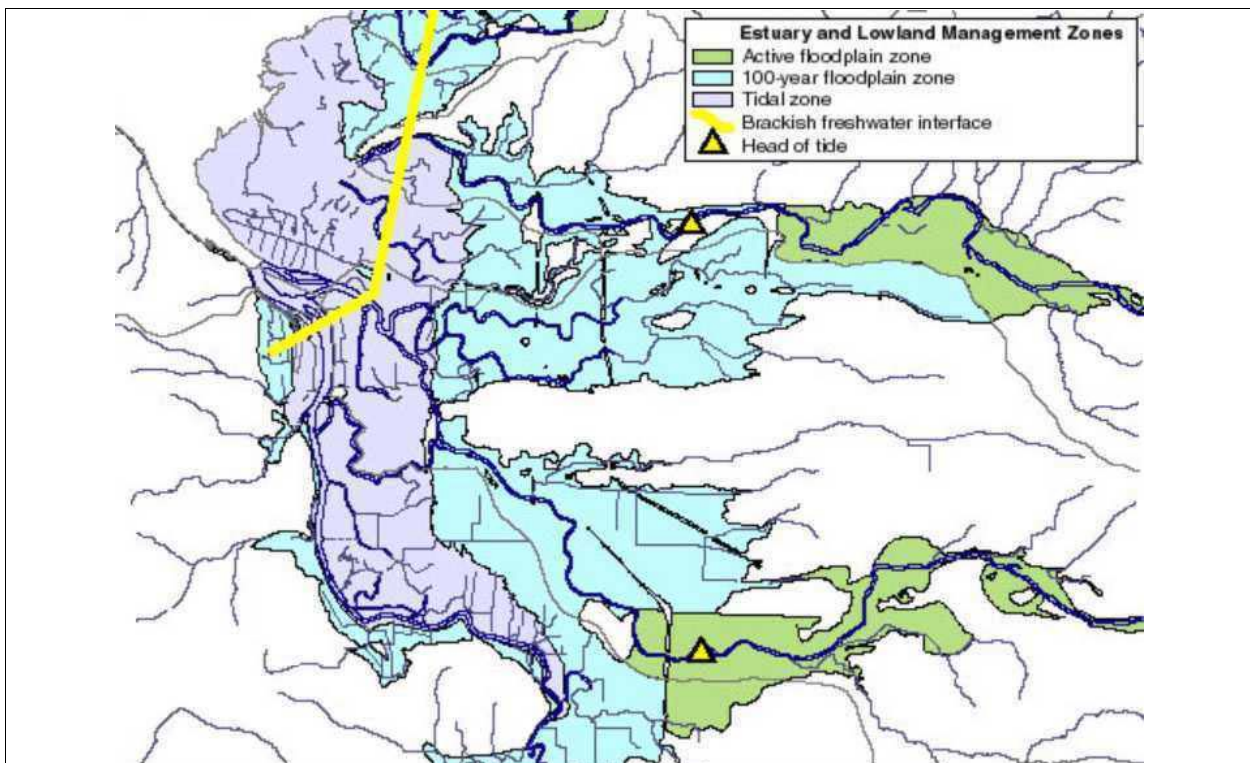 Estuary and Lowland Management Zones
Active floodplain zone
100-year floodplain zone
Tidal zone
Brackish freshwater interface
Head of tide